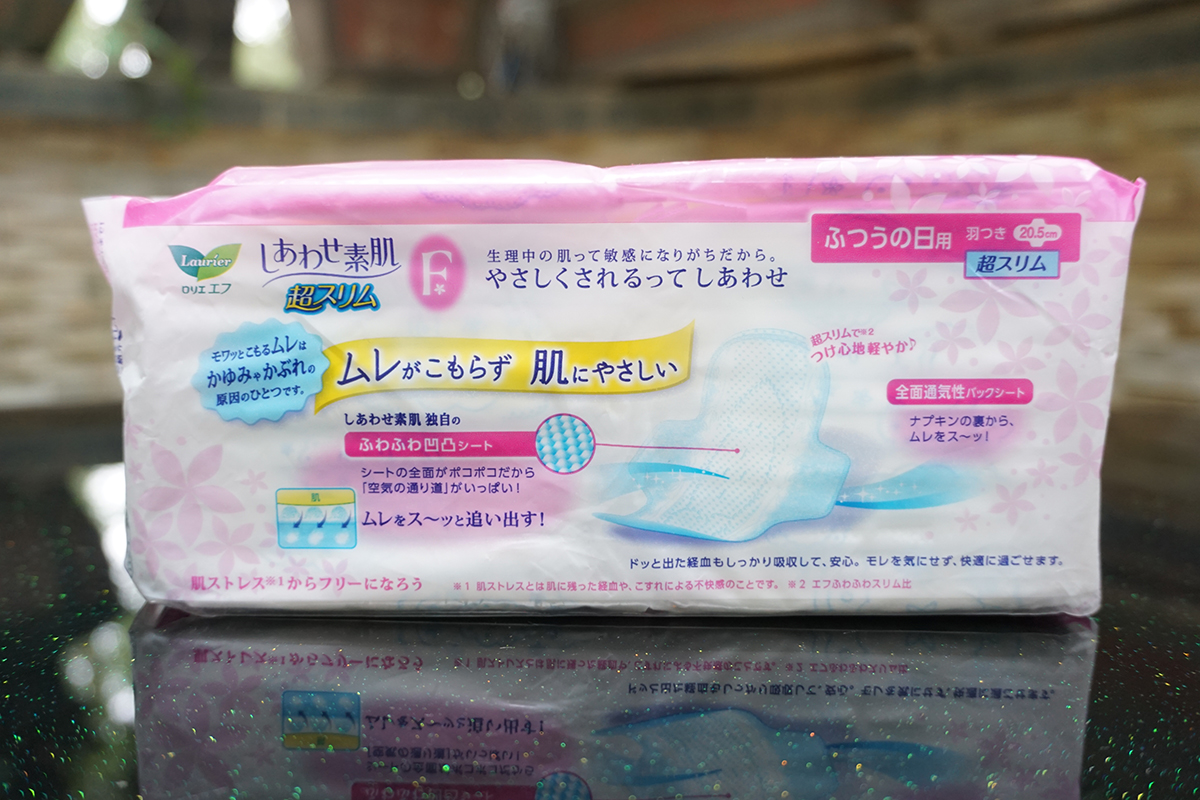 Laurier
ロリエ エフ
しあわせ素肌
超スリム
F
生理中の肌って敏感になりがちだから。
やさしくされるってしあわせ
ふつうの日用 羽つき 20.5cm
超スリム
モワッとこもるムレは
かゆみやかぶれの
原因のひとつです。
ムレがこもらず 肌にやさしい
超スリムで※2
つけ心地軽やか♪
しあわせ素肌 独自の
ふわふわ凹凸シート
シートの全面がポコポコだから
「空気の通り道」がいっぱい!
肌
ムレをス〜ッと追い出す!
全面通気性バックシート
ナプキンの裏から、
ムレをス〜ッ!
ドッと出た経血もしっかり吸収して、安心。モレを気にせず、快適に過ごせます。
肌ストレス※1からフリーになろう
※1 肌ストレスとは肌に残った経血や、こすれによる不快感のことです。 ※2 エフふわふわスリム比